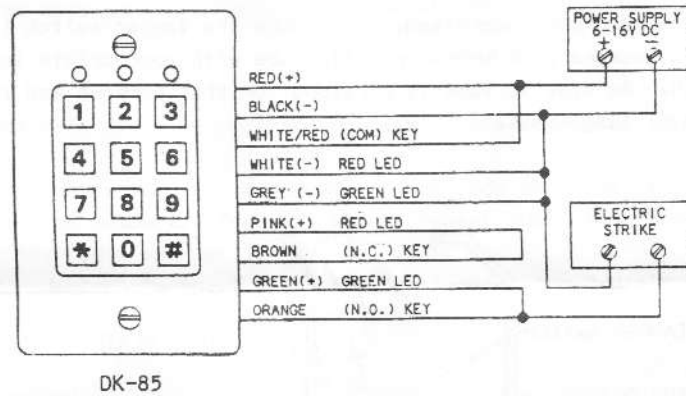 POWER SUPPLY
6-16V DC
+ −
RED(+)
BLACK(-)
WHITE/RED (COM) KEY
WHITE(-) RED LED
GREY (-) GREEN LED
PINK(+) RED LED
BROWN (N.C.) KEY
GREEN(+) GREEN LED
ORANGE (N.O.) KEY
ELECTRIC
STRIKE
1 2 3
4 5 6
7 8 9
* 0 #
DK-85